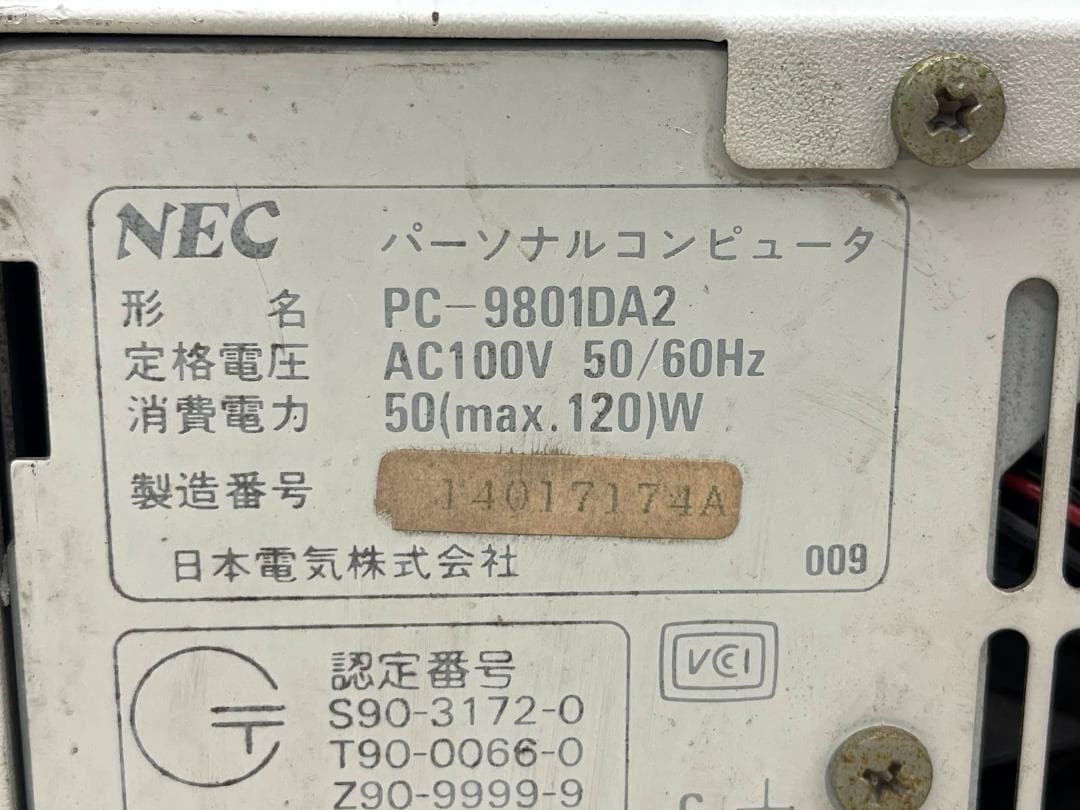 NEC パーソナルコンピュータ
形名 PC-9801DA2
定格電圧 AC100V 50/60Hz
消費電力 50(max.120)W
製造番号 14017174A
日本電気株式会社 009
認定番号
S90-3172-0
T90-0066-0
Z90-9999-9
VCCI